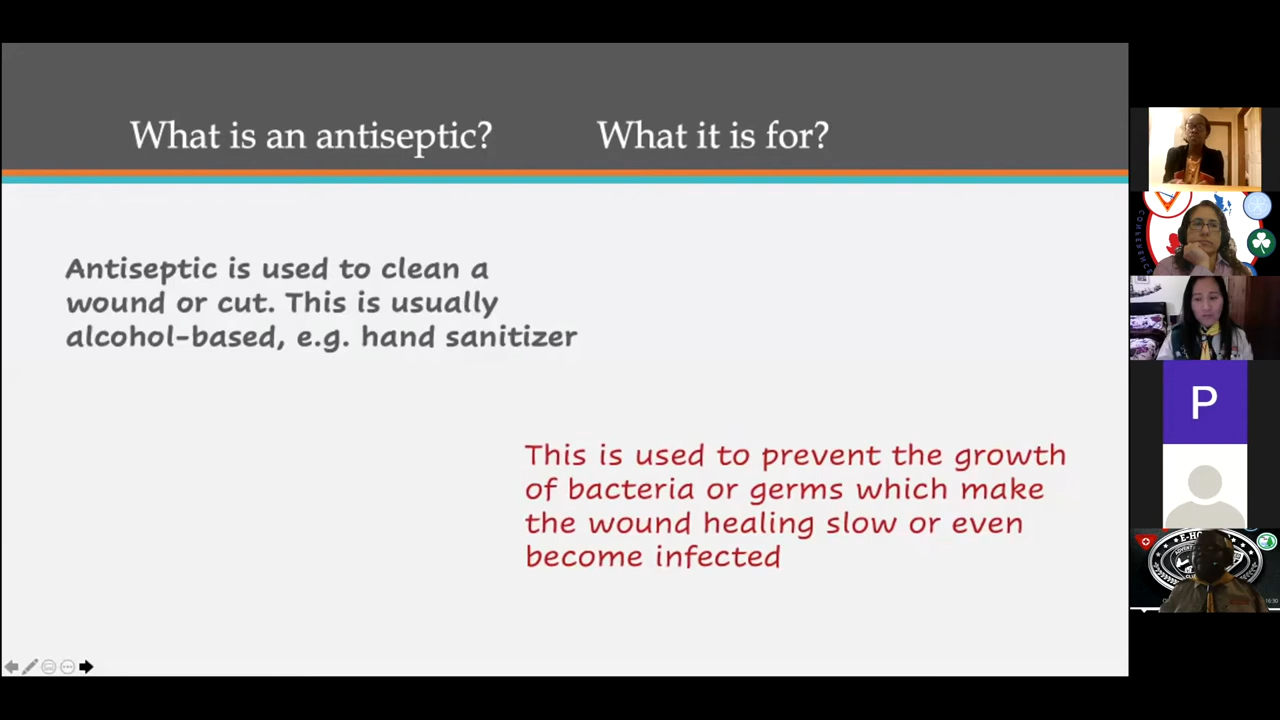 What is an antiseptic?
What it is for?
Antiseptic is used to clean a
wound or cut. This is usually
alcohol-based, e.g. hand sanitizer
This is used to prevent the growth
of bacteria or germs which make
the wound healing slow or even
become infected
P